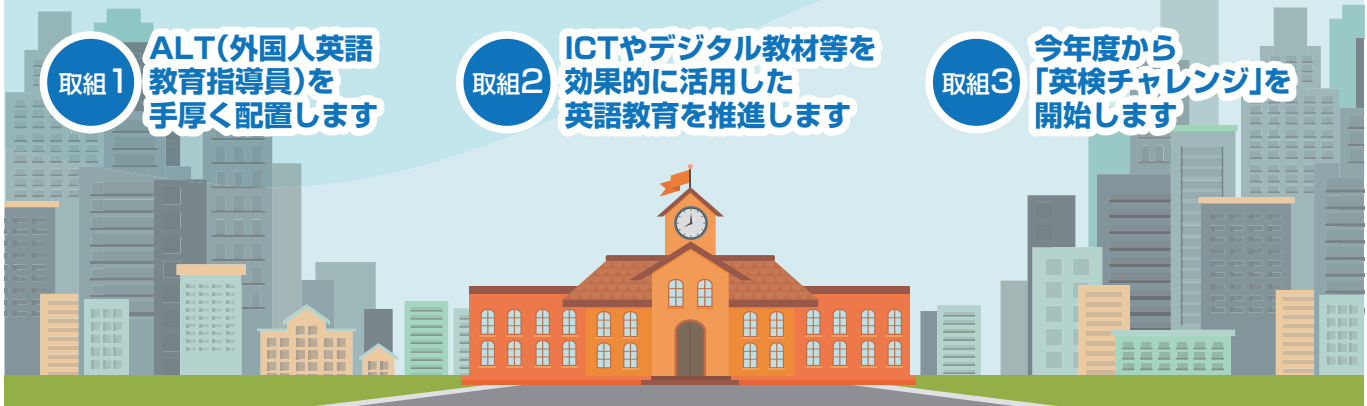 取組1
ALT(外国人英語
教育指導員)を
手厚く配置します
取組2
ICTやデジタル教材等を
効果的に活用した
英語教育を推進します
取組3
今年度から
「英検チャレンジ」を
開始します